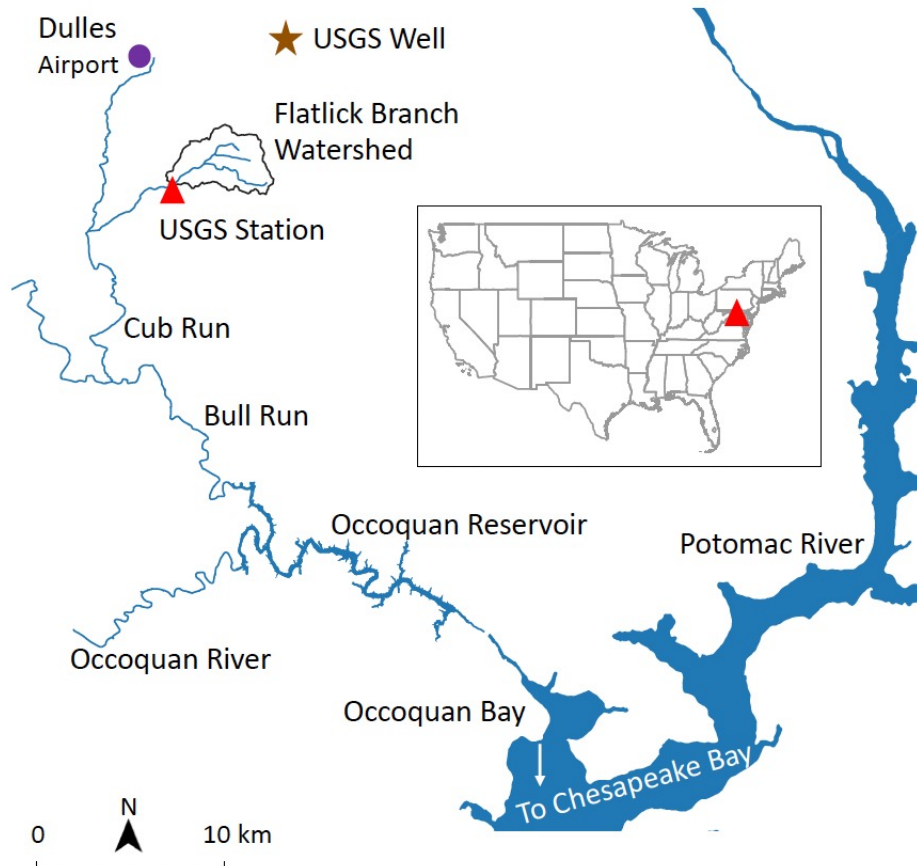 Dulles
Airport
USGS Well
Flatlick Branch
Watershed
USGS Station
Cub Run
Bull Run
Occoquan Reservoir
Potomac River
Occoquan River
Occoquan Bay
To Chesapeake Bay
N
0
10 km